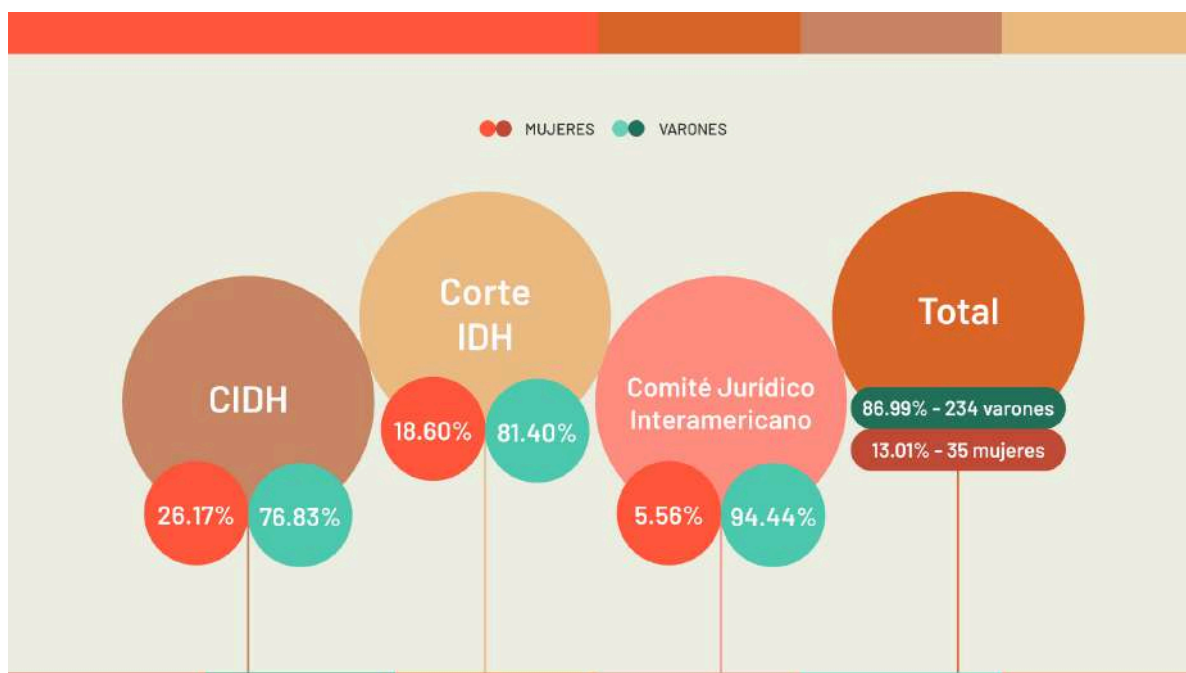 MUJERES
VARONES
CIDH
26.17%
76.83%
Corte
IDH
18.60%
81.40%
Comité Jurídico
Interamericano
5.56%
94.44%
Total
86.99% - 234 varones
13.01% - 35 mujeres